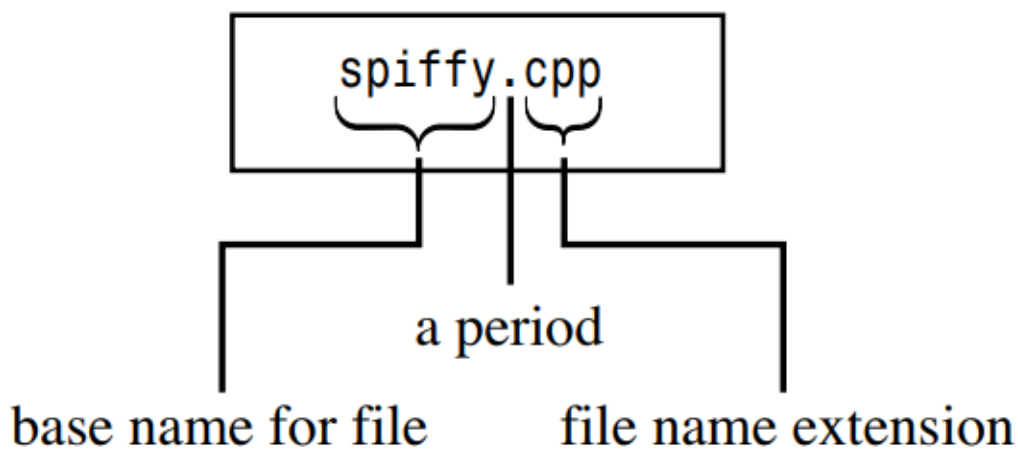 spiffy.cpp
a period
base name for file
file name extension